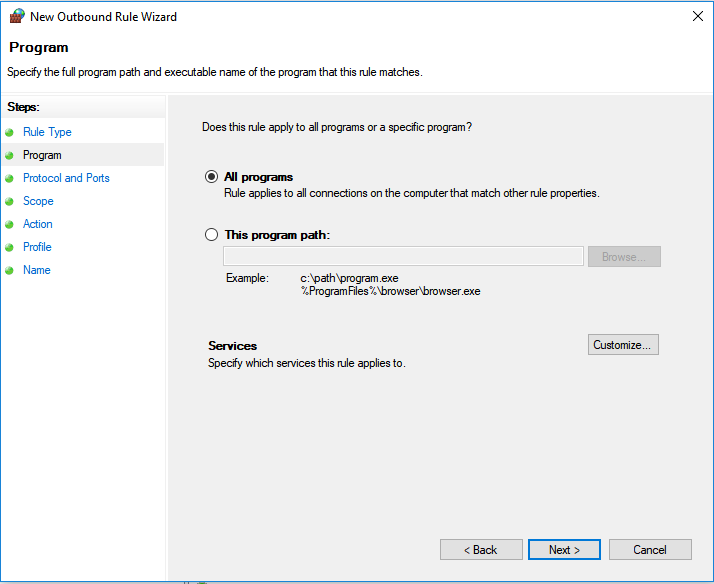 New Outbound Rule Wizard
Program
Specify the full program path and executable name of the program that this rule matches.
Steps:
Rule Type
Program
Protocol and Ports
Scope
Action
Profile
Name
Does this rule apply to all programs or a specific program?
All programs
Rule applies to all connections on the computer that match other rule properties.
This program path:
Browse...
Example:
c:\path\program.exe
%ProgramFiles%\browser\browser.exe
Services
Customize...
Specify which services this rule applies to.
< Back
Next >
Cancel